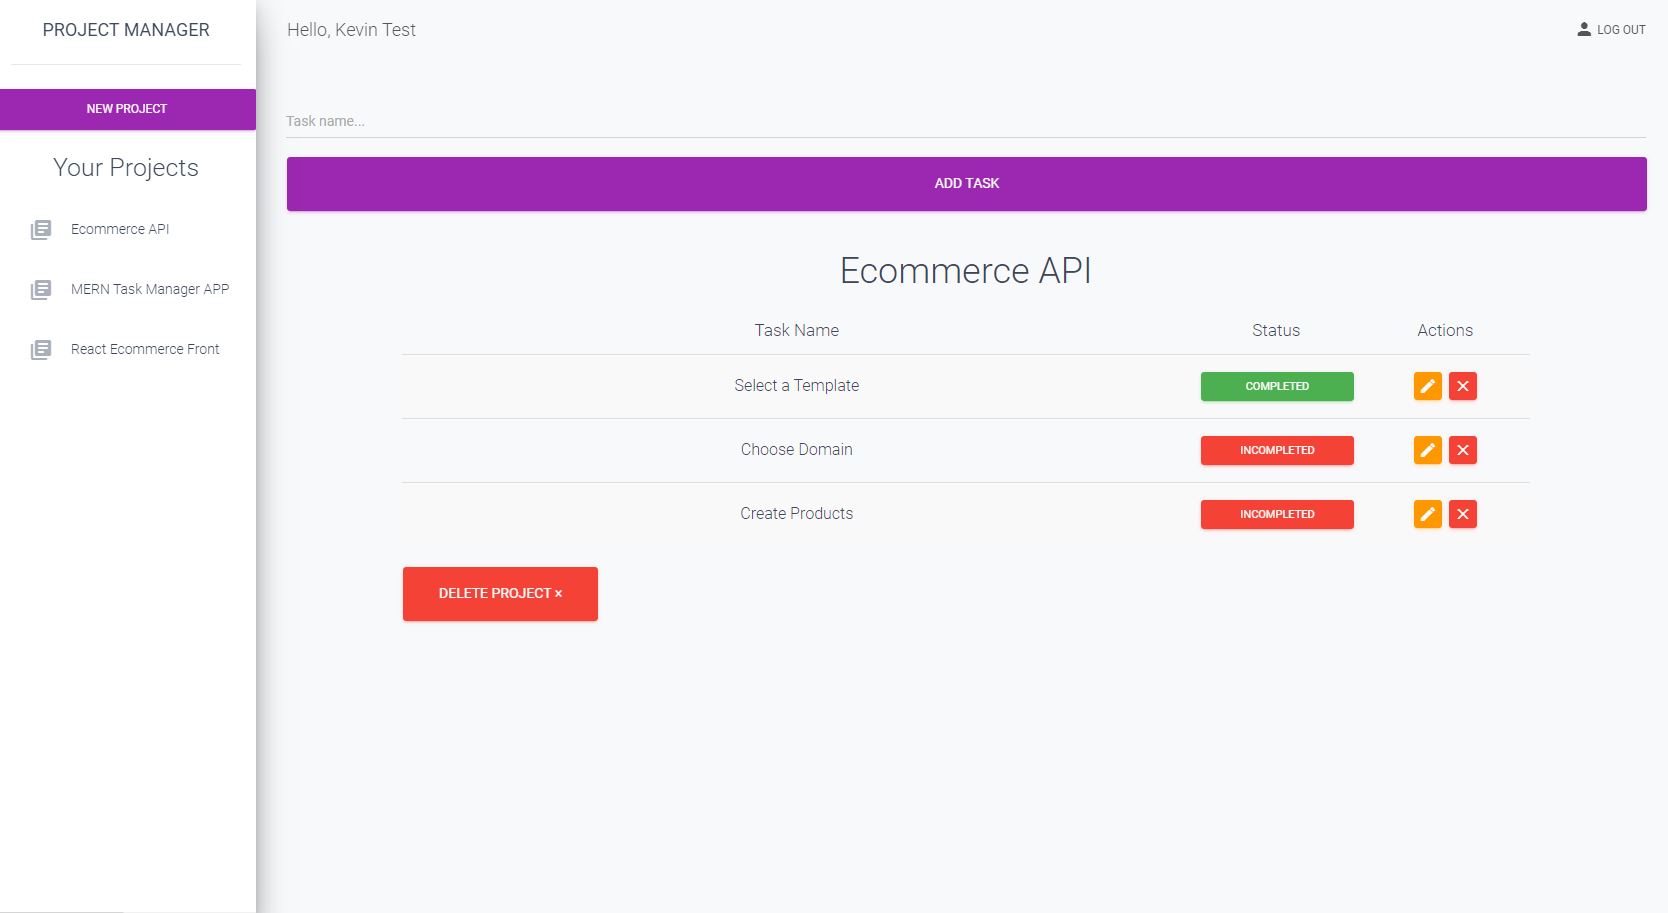 PROJECT MANAGER
NEW PROJECT
Your Projects
Ecommerce API
MERN Task Manager APP
React Ecommerce Front
Hello, Kevin Test
LOG OUT
Task name...
ADD TASK
Ecommerce API
Task Name Status Actions
Select a Template COMPLETED
Choose Domain INCOMPLETED
Create Products INCOMPLETED
DELETE PROJECT ×